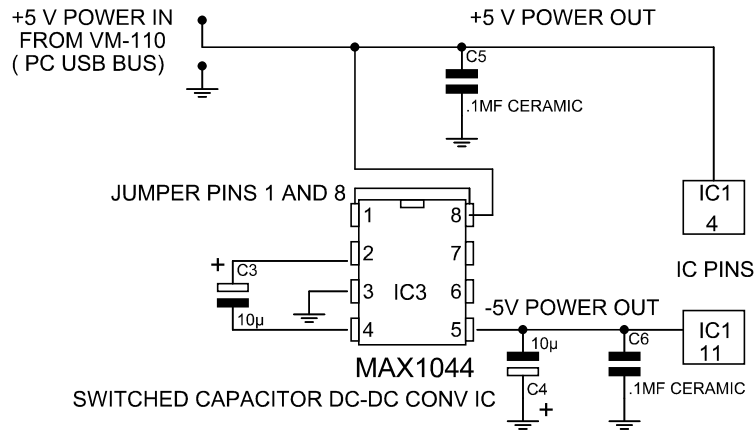 +5 V POWER IN
FROM VM-110
( PC USB BUS)
+5 V POWER OUT
C5
.1MF CERAMIC
JUMPER PINS 1 AND 8
1
8
2
7
3
IC3
6
4
5
+
C3
10µ
IC1
4
IC PINS
-5V POWER OUT
IC1
11
MAX1044
SWITCHED CAPACITOR DC-DC CONV IC
10µ
C4
+
C6
.1MF CERAMIC